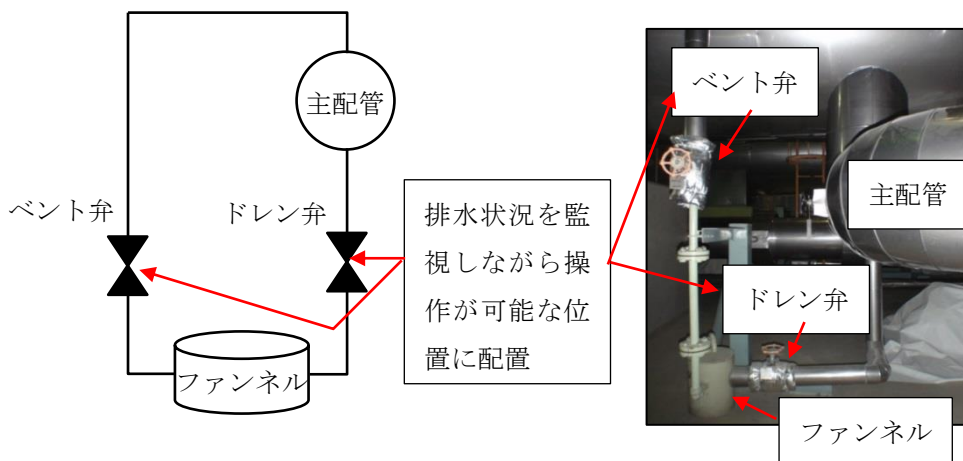 主配管
ベント弁
ドレン弁
ファンネル
排水状況を監
視しながら操
作が可能な位
置に配置
ベント弁
主配管
ドレン弁
ファンネル